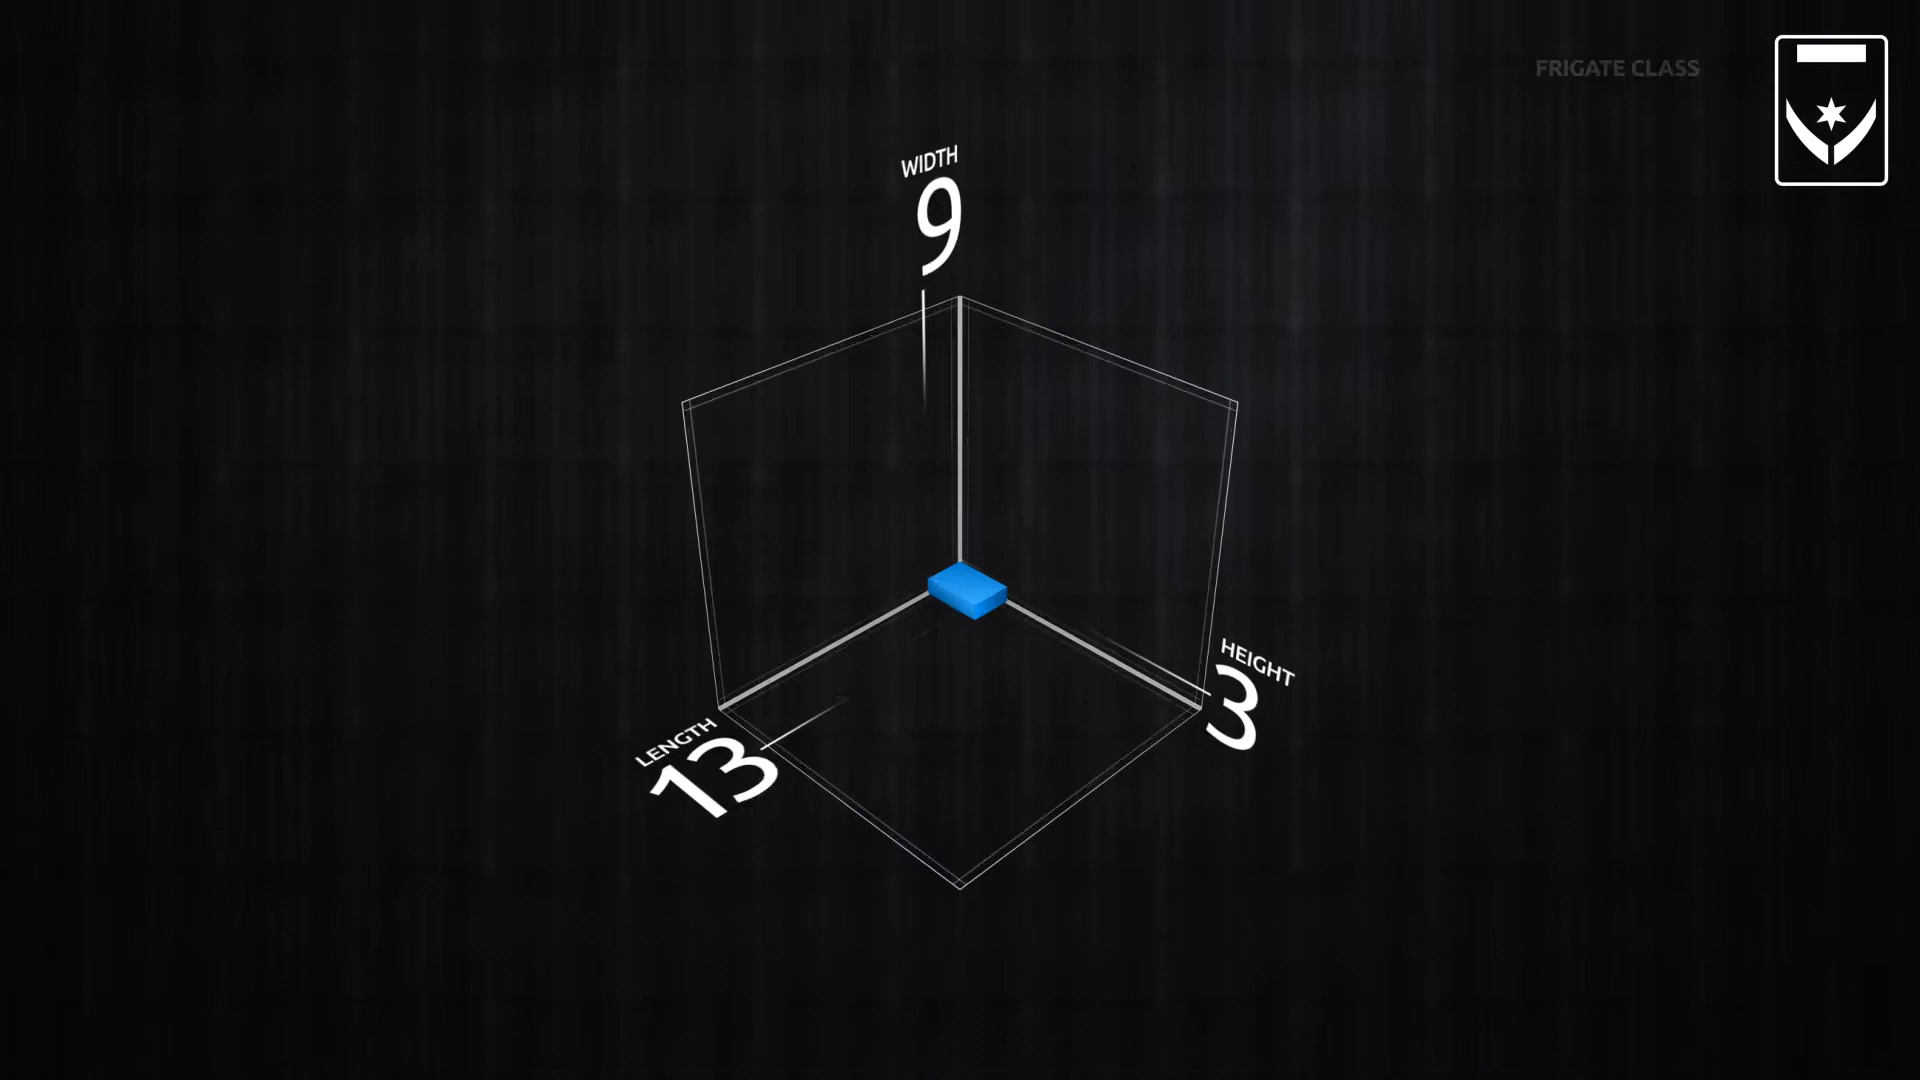 FRIGATE CLASS
WIDTH
9
HEIGHT
3
LENGTH
13